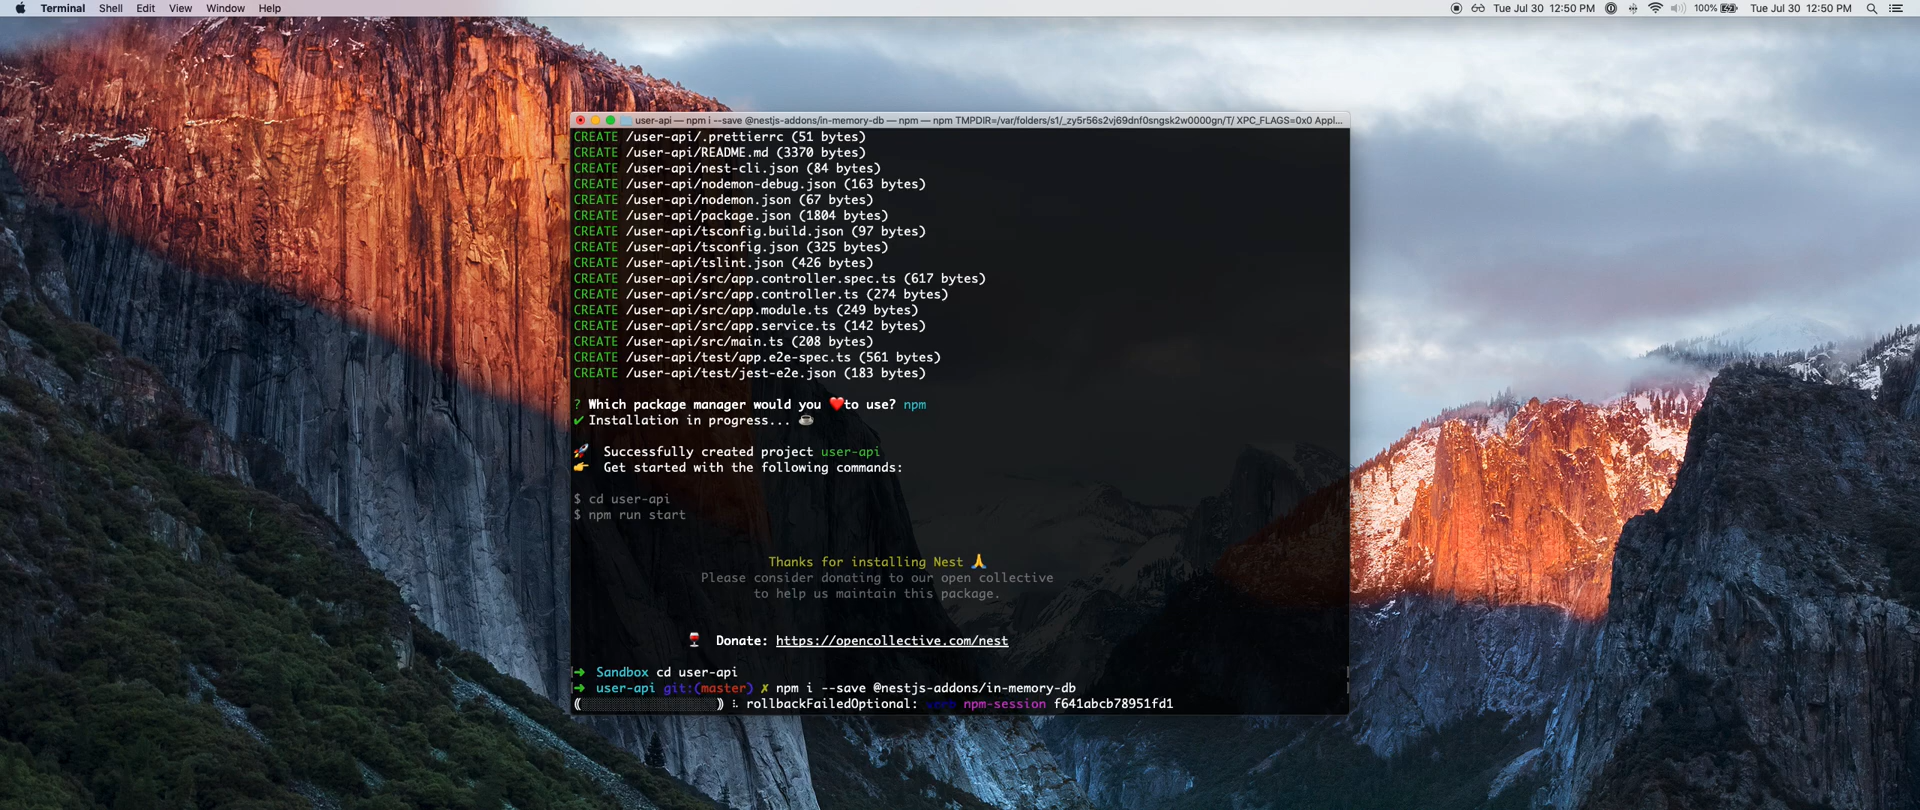 Terminal Shell Edit View Window Help Tue Jul 30 12:50 PM 100% Tue Jul 30 12:50 PM
user-api — npm i --save @nestjs-addons/in-memory-db — npm — npm TMPDIR=/var/folders/s1/_zy5r56s2vj69dnf0sngsk2w0000gn/T/ XPC_FLAGS=0x0 Appl...
CREATE /user-api/.prettierrc (51 bytes)
CREATE /user-api/README.md (3370 bytes)
CREATE /user-api/nest-cli.json (84 bytes)
CREATE /user-api/nodemon-debug.json (163 bytes)
CREATE /user-api/nodemon.json (67 bytes)
CREATE /user-api/package.json (1804 bytes)
CREATE /user-api/tsconfig.build.json (97 bytes)
CREATE /user-api/tsconfig.json (325 bytes)
CREATE /user-api/tslint.json (426 bytes)
CREATE /user-api/src/app.controller.spec.ts (617 bytes)
CREATE /user-api/src/app.controller.ts (274 bytes)
CREATE /user-api/src/app.module.ts (249 bytes)
CREATE /user-api/src/app.service.ts (142 bytes)
CREATE /user-api/src/main.ts (208 bytes)
CREATE /user-api/test/app.e2e-spec.ts (561 bytes)
CREATE /user-api/test/jest-e2e.json (183 bytes)
? Which package manager would you ❤️to use? npm
✔ Installation in progress... ☕
🚀 Successfully created project user-api
👉 Get started with the following commands:
$ cd user-api
$ npm run start
Thanks for installing Nest 🙏
Please consider donating to our open collective
to help us maintain this package.
🍷 Donate: https://opencollective.com/nest
➜ Sandbox cd user-api
➜ user-api git:(master) ✗ npm i --save @nestjs-addons/in-memory-db
(░░░░░░░░░░░░░░░░░░) ⠧ rollbackFailedOptional: verb npm-session f641abcb78951fd1